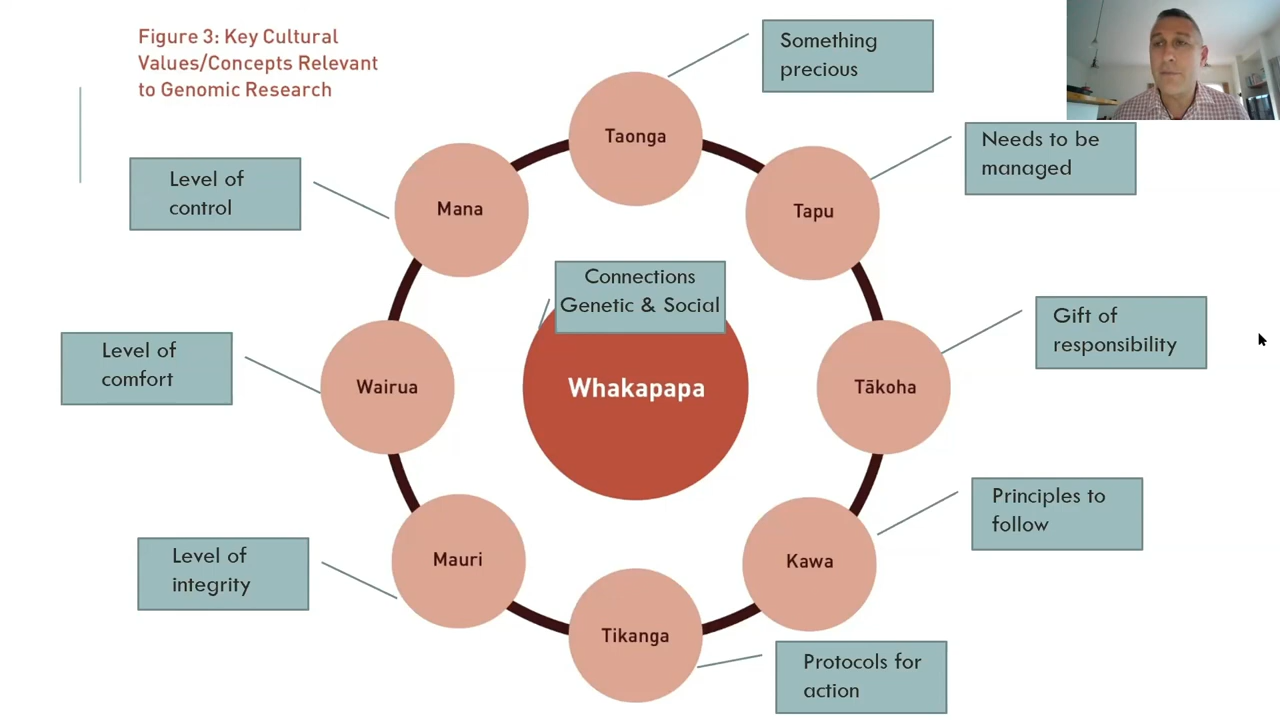 Figure 3: Key Cultural
Values/Concepts Relevant
to Genomic Research
Something
precious
Taonga
Needs to be
managed
Tapu
Gift of
responsibility
Tākoha
Principles to
follow
Kawa
Protocols for
action
Tikanga
Level of
integrity
Mauri
Level of
comfort
Wairua
Level of
control
Mana
Connections
Genetic & Social
Whakapapa